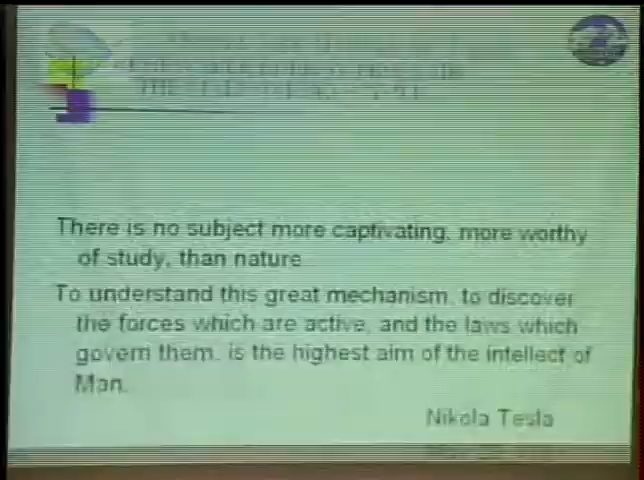 There is no subject more captivating, more worthy
of study, than nature
To understand this great mechanism, to discover
the forces which are active, and the laws which
govern them, is the highest aim of the intellect of
Man.
Nikola Tesla